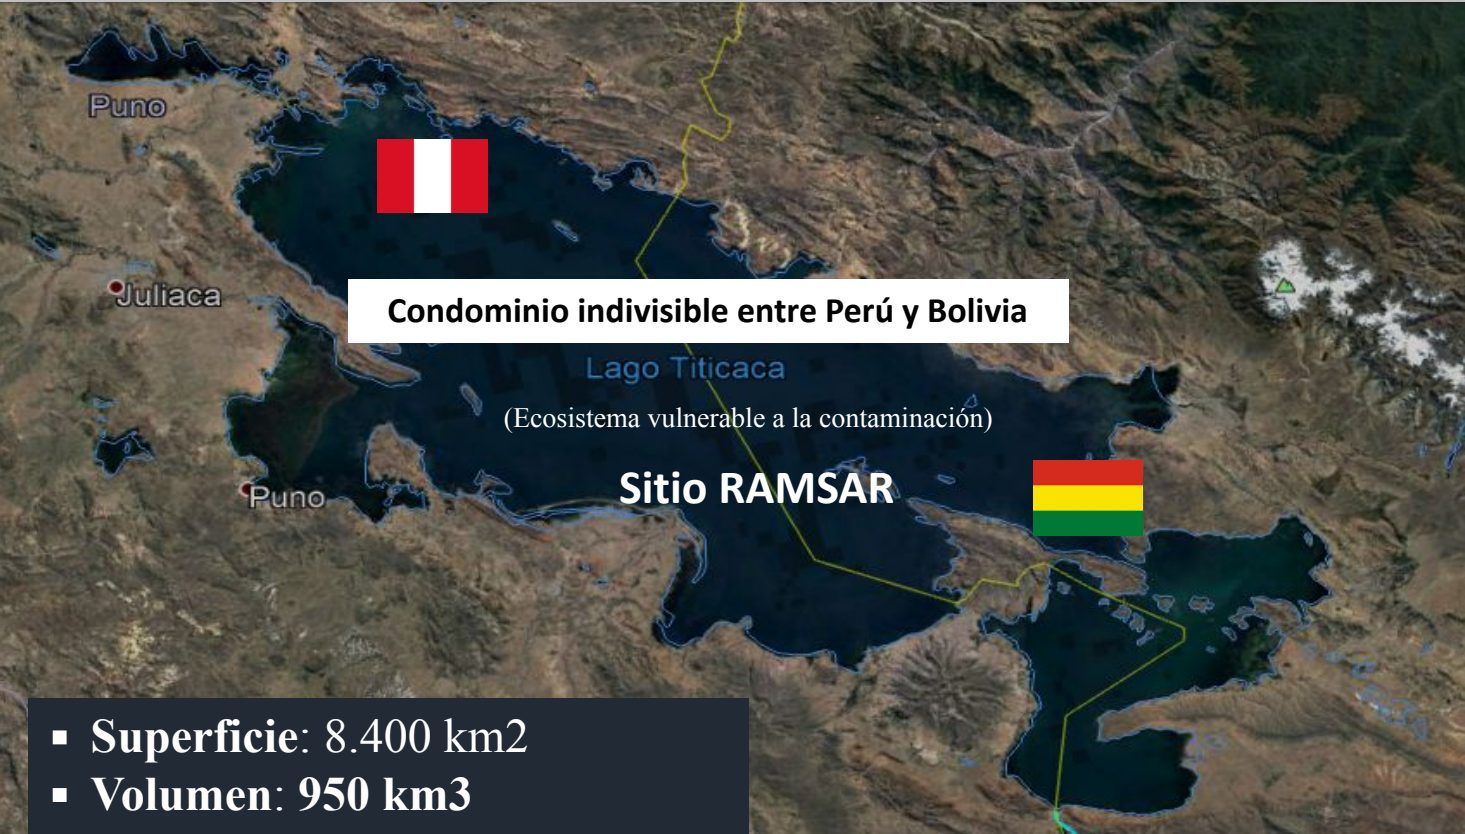 Puno
Juliaca
Condominio indivisible entre Perú y Bolivia
Lago Titicaca
(Ecosistema vulnerable a la contaminación)
Sitio RAMSAR
Puno
▪ Superficie: 8.400 km2
▪ Volumen: 950 km3